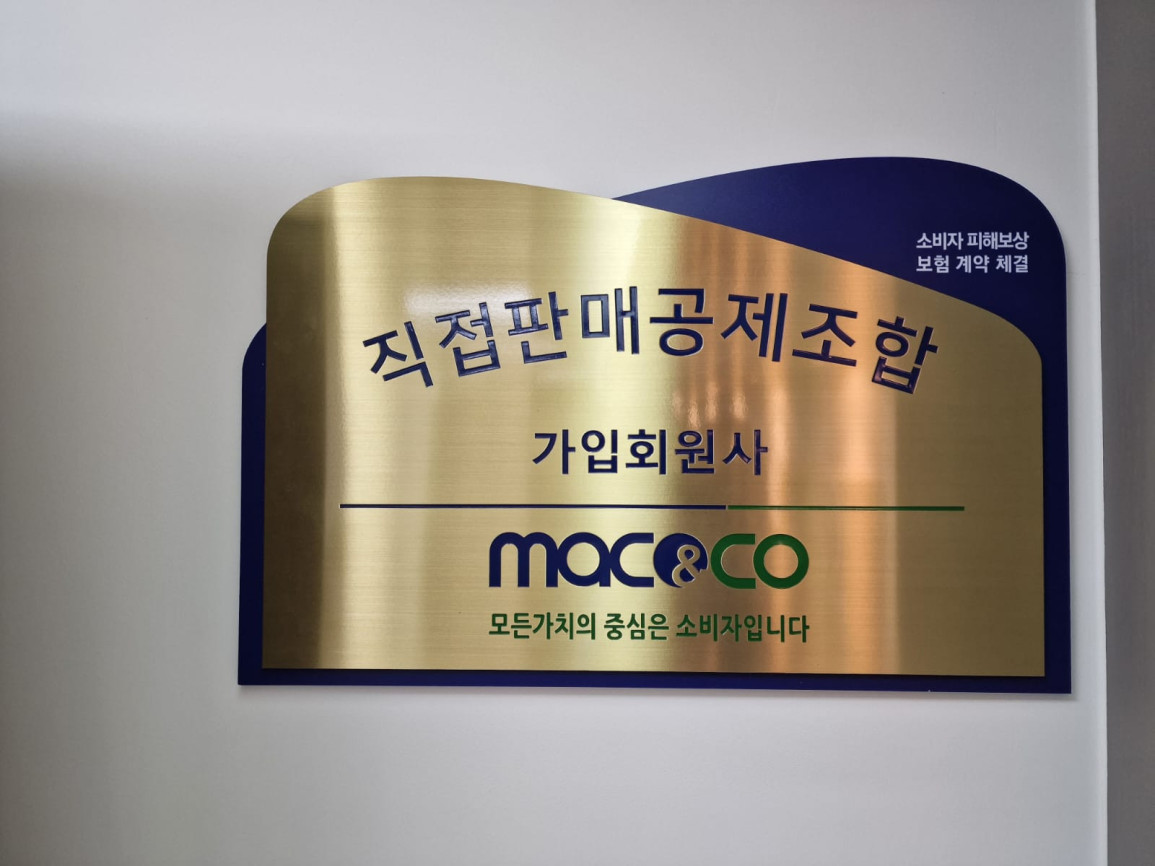 소비자 피해보상
보험 계약 체결
직접판매공제조합
가입회원사
mac&co
모든가치의 중심은 소비자입니다